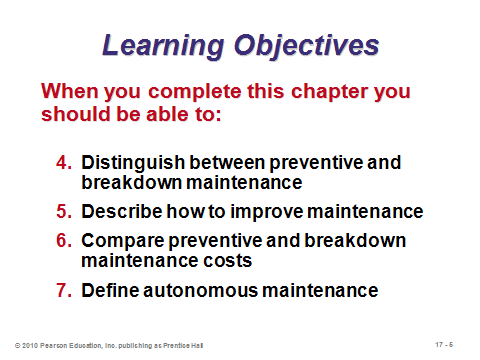 Learning Objectives
When you complete this chapter you
should be able to:
4. Distinguish between preventive and
breakdown maintenance
5. Describe how to improve maintenance
6. Compare preventive and breakdown
maintenance costs
7. Define autonomous maintenance
© 2010 Pearson Education, Inc. publishing as Prentice Hall
17 - 5